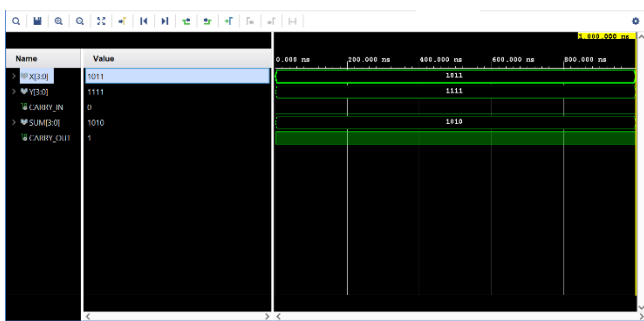 1,000.000 ns
Name Value 0.000 ns 200.000 ns 400.000 ns 600.000 ns 800.000 ns
X[3:0] 1011 1011
Y[3:0] 1111 1111
CARRY_IN 0
SUM[3:0] 1010 1010
CARRY_OUT 1